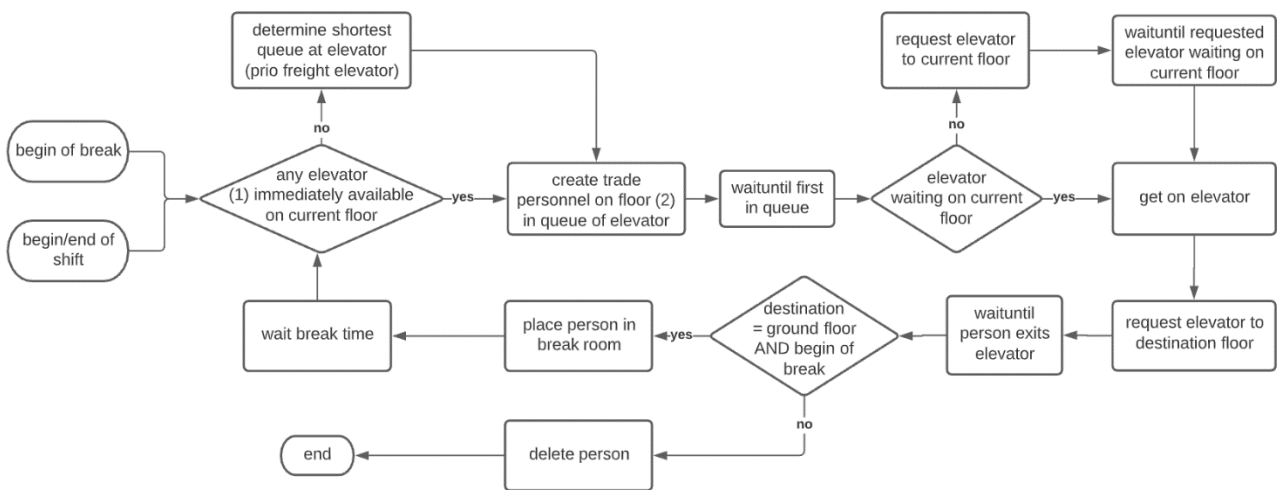 determine shortest
queue at elevator
(prio freight elevator)
request elevator
to current floor
waituntil requested
elevator waiting on
current floor
no
no
begin of break
any elevator
(1) immediately available
on current floor
yes
create trade
personnel on floor (2)
in queue of elevator
waituntil first
in queue
elevator
waiting on current
floor
yes
get on elevator
begin/end of
shift
wait break time
place person in
break room
yes
destination
= ground floor
AND begin of
break
waituntil
person exits
elevator
request elevator to
destination floor
no
end
delete person